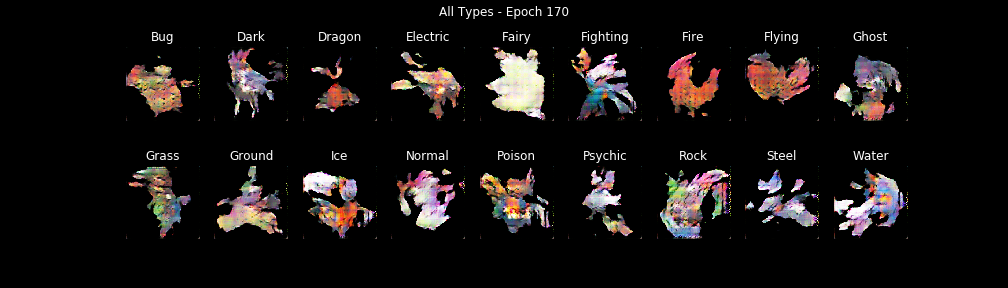 All Types - Epoch 170
Bug Dark Dragon Electric Fairy Fighting Fire Flying Ghost
Grass Ground Ice Normal Poison Psychic Rock Steel Water